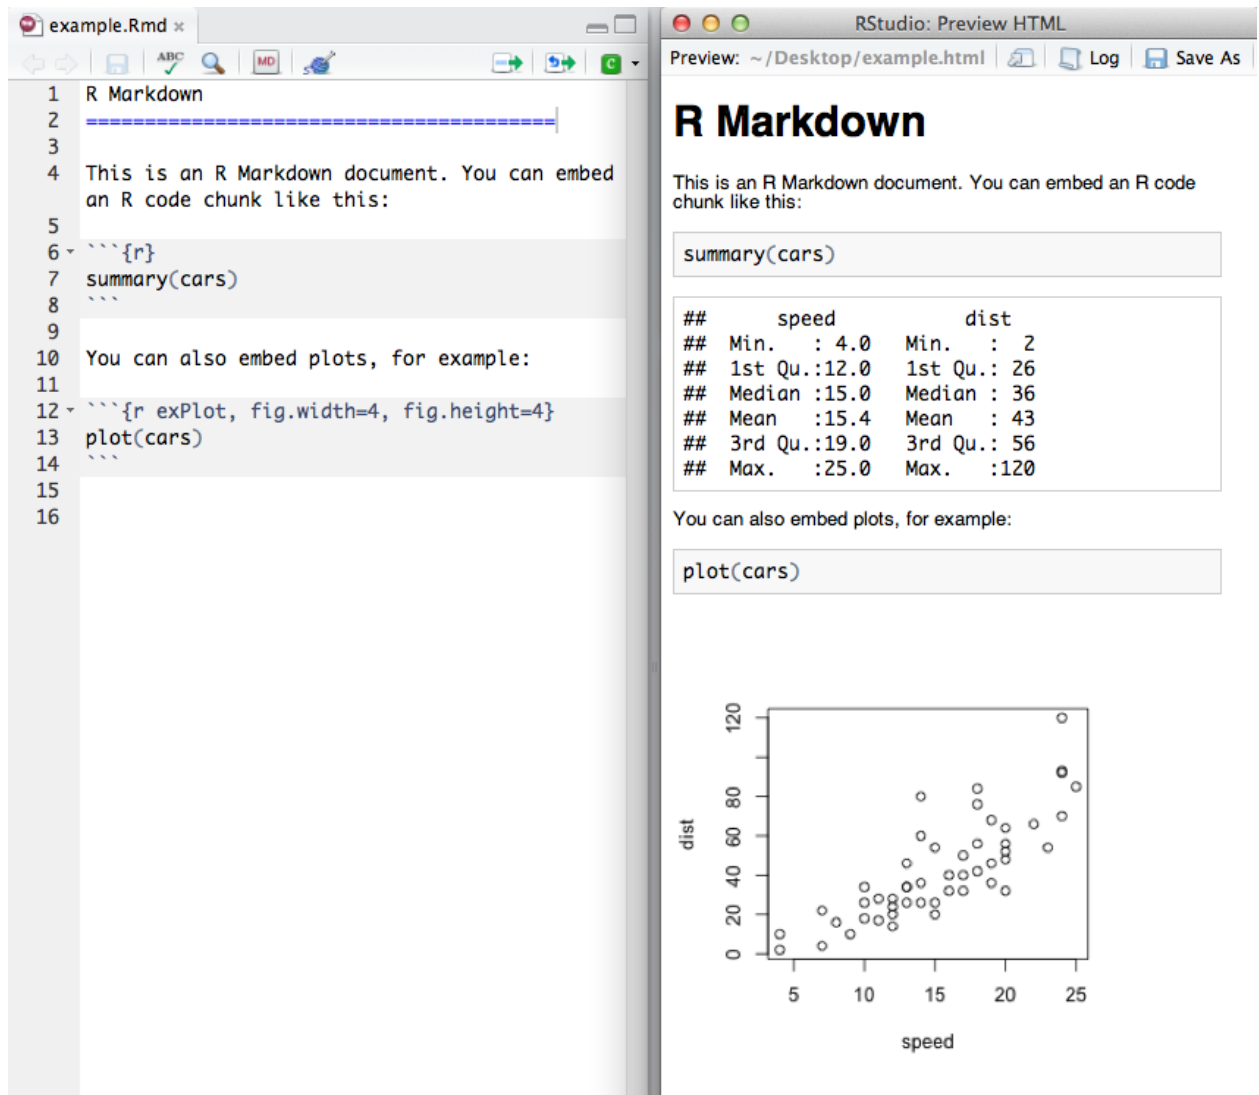 example.Rmd ×
ABC
MD
C
1 R Markdown
2 ========================================
3
4 This is an R Markdown document. You can embed
an R code chunk like this:
5
6 ```{r}
7 summary(cars)
8 ```
9
10 You can also embed plots, for example:
11
12 ```{r exPlot, fig.width=4, fig.height=4}
13 plot(cars)
14 ```
15
16
RStudio: Preview HTML
Preview: ~/Desktop/example.html Log Save As
R Markdown
This is an R Markdown document. You can embed an R code
chunk like this:
summary(cars)
##      speed           dist
##  Min.   : 4.0   Min.   :  2
##  1st Qu.:12.0   1st Qu.: 26
##  Median :15.0   Median : 36
##  Mean   :15.4   Mean   : 43
##  3rd Qu.:19.0   3rd Qu.: 56
##  Max.   :25.0   Max.   :120
You can also embed plots, for example:
plot(cars)
dist
120
80
60
40
20
0
5 10 15 20 25
speed